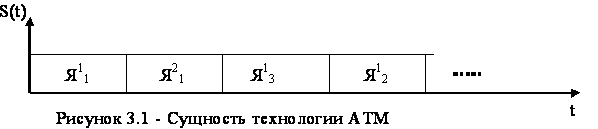 S(t)
Я¹₁ Я²₁ Я¹₃ Я¹₂ .....
t
Рисунок 3.1 - Сущность технологии АТМ